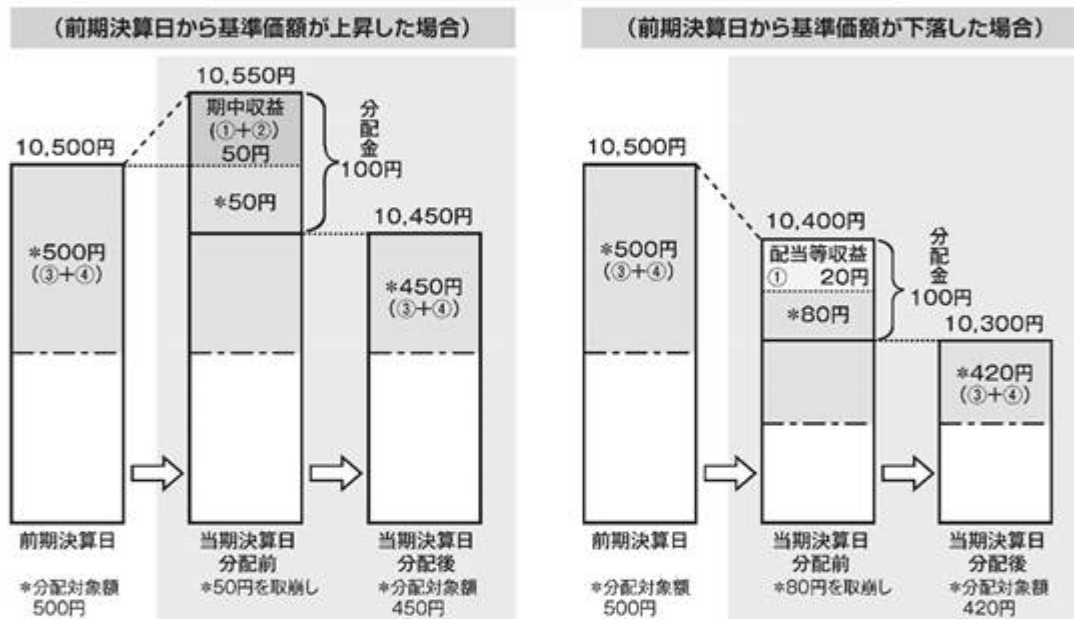 (前期決算日から基準価額が上昇した場合)
10,550円
期中収益
(①+②)
50円
*50円
分配金
100円
10,500円
*500円
(③+④)
10,450円
*450円
(③+④)
前期決算日
当期決算日
分配前
当期決算日
分配後
*分配対象額
500円
*50円を取崩し
*分配対象額
450円
(前期決算日から基準価額が下落した場合)
10,500円
*500円
(③+④)
10,400円
配当等収益
① 20円
*80円
分配金
100円
10,300円
*420円
(③+④)
前期決算日
当期決算日
分配前
当期決算日
分配後
*分配対象額
500円
*80円を取崩し
*分配対象額
420円